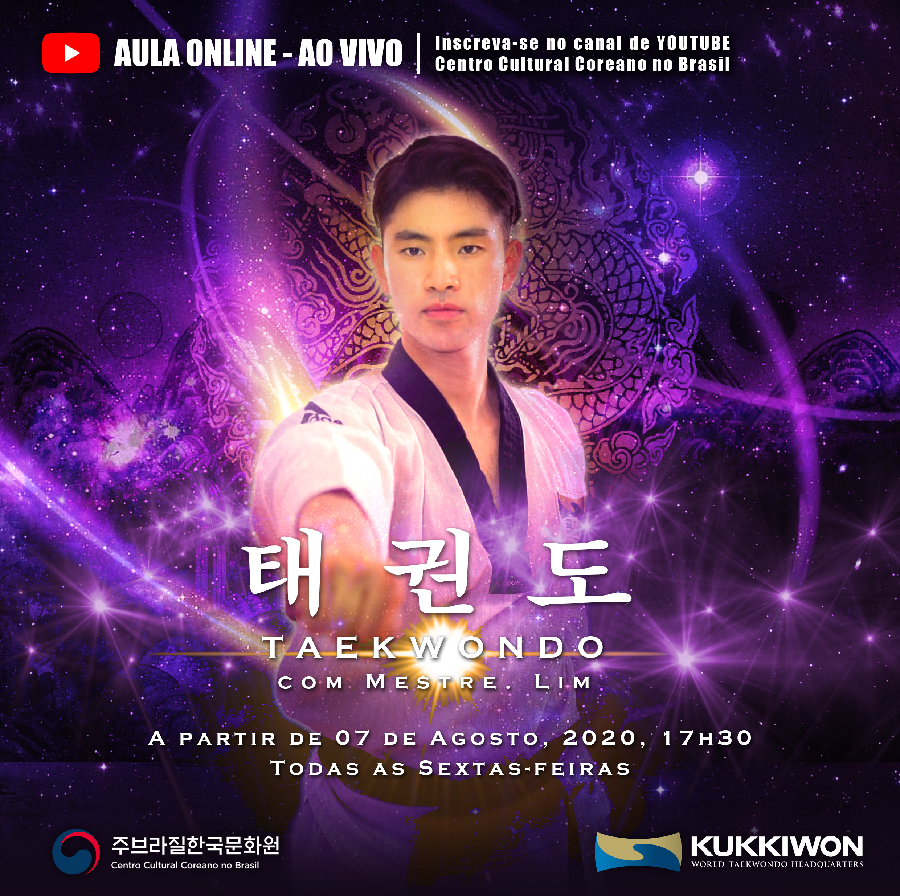 AULA ONLINE - AO VIVO
Inscreva-se no canal de YOUTUBE
Centro Cultural Coreano no Brasil
태권도
TAEKWONDO
COM MESTRE. LIM
A PARTIR DE 07 DE AGOSTO, 2020, 17H30
TODAS AS SEXTAS-FEIRAS
주브라질한국문화원
Centro Cultural Coreano no Brasil
KUKKIWON
WORLD TAEKWONDO HEADQUARTERS